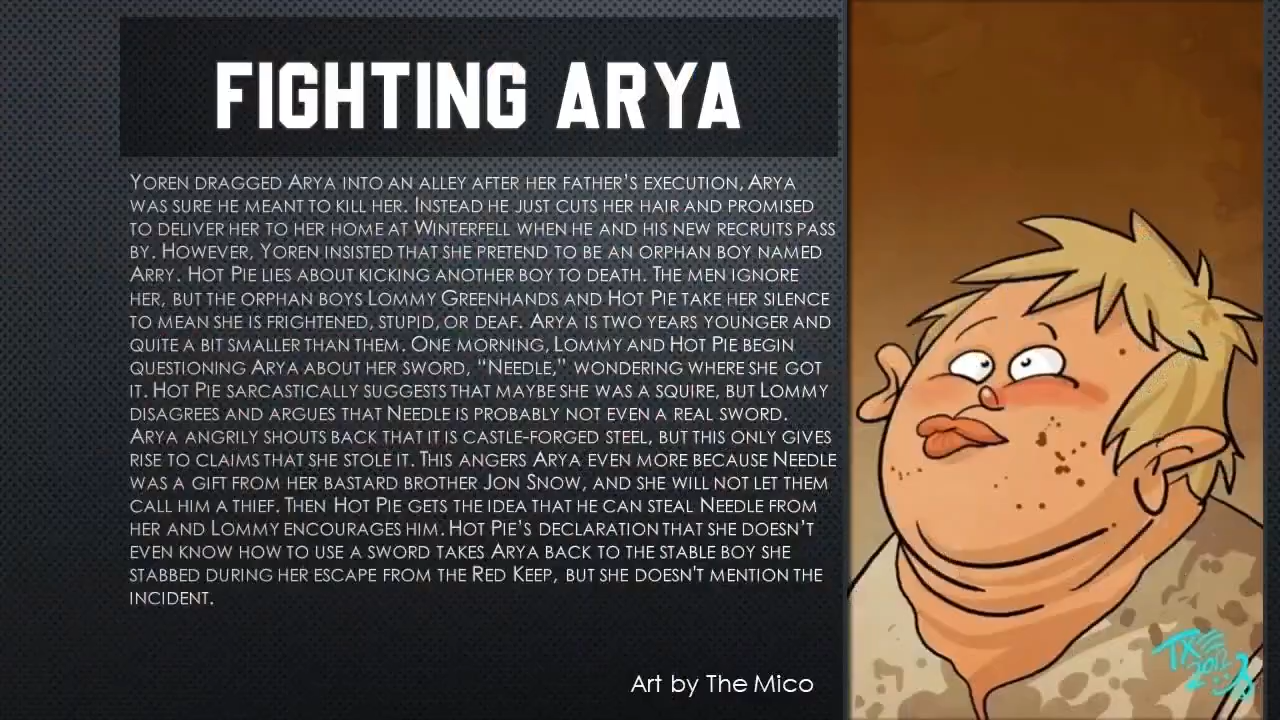 FIGHTING ARYA
YOREN DRAGGED ARYA INTO AN ALLEY AFTER HER FATHER'S EXECUTION, ARYA
WAS SURE HE MEANT TO KILL HER. INSTEAD HE JUST CUTS HER HAIR AND PROMISED
TO DELIVER HER TO HER HOME AT WINTERFELL WHEN HE AND HIS NEW RECRUITS PASS
BY. HOWEVER, YOREN INSISTED THAT SHE PRETEND TO BE AN ORPHAN BOY NAMED
ARRY. HOT PIE LIES ABOUT KICKING ANOTHER BOY TO DEATH. THE MEN IGNORE
HER, BUT THE ORPHAN BOYS LOMMY GREENHANDS AND HOT PIE TAKE HER SILENCE
TO MEAN SHE IS FRIGHTENED, STUPID, OR DEAF. ARYA IS TWO YEARS YOUNGER AND
QUITE A BIT SMALLER THAN THEM. ONE MORNING, LOMMY AND HOT PIE BEGIN
QUESTIONING ARYA ABOUT HER SWORD, "NEEDLE," WONDERING WHERE SHE GOT
IT. HOT PIE SARCASTICALLY SUGGESTS THAT MAYBE SHE WAS A SQUIRE, BUT LOMMY
DISAGREES AND ARGUES THAT NEEDLE IS PROBABLY NOT EVEN A REAL SWORD.
ARYA ANGRILY SHOUTS BACK THAT IT IS CASTLE-FORGED STEEL, BUT THIS ONLY GIVES
RISE TO CLAIMS THAT SHE STOLE IT. THIS ANGERS ARYA EVEN MORE BECAUSE NEEDLE
WAS A GIFT FROM HER BASTARD BROTHER JON SNOW, AND SHE WILL NOT LET THEM
CALL HIM A THIEF. THEN HOT PIE GETS THE IDEA THAT HE CAN STEAL NEEDLE FROM
HER AND LOMMY ENCOURAGES HIM. HOT PIE'S DECLARATION THAT SHE DOESN'T
EVEN KNOW HOW TO USE A SWORD TAKES ARYA BACK TO THE STABLE BOY SHE
STABBED DURING HER ESCAPE FROM THE RED KEEP, BUT SHE DOESN'T MENTION THE
INCIDENT.
Art by The Mico
2012